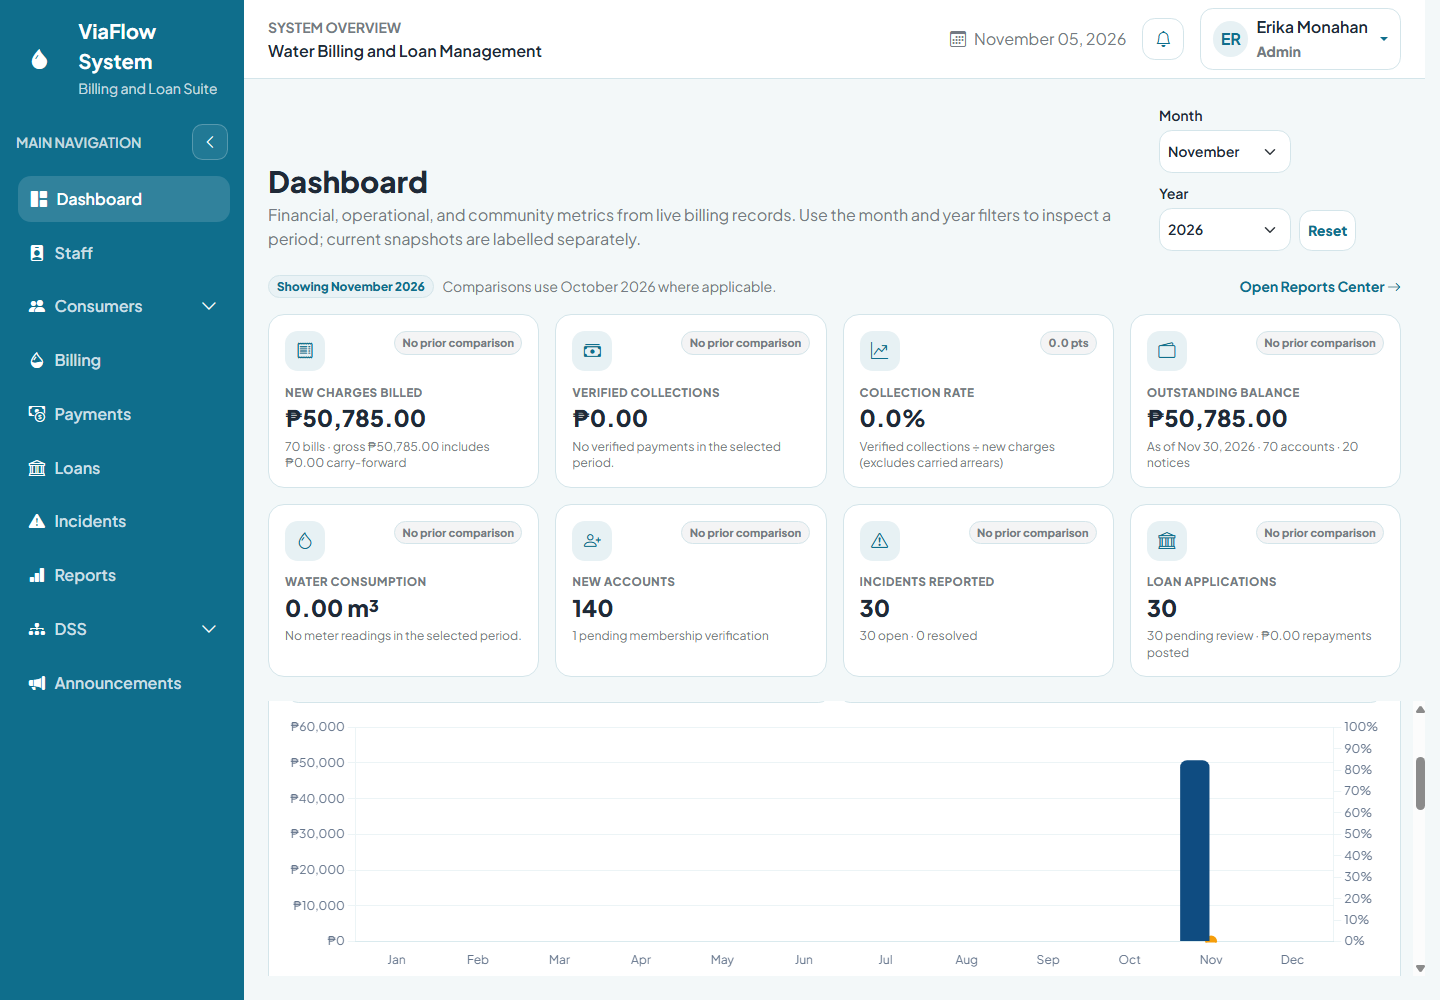 ViaFlow
System
Billing and Loan Suite
MAIN NAVIGATION
Dashboard
Staff
Consumers
Billing
Payments
Loans
Incidents
Reports
DSS
Announcements
SYSTEM OVERVIEW
Water Billing and Loan Management
November 05, 2026
ER
Erika Monahan
Admin
Dashboard
Financial, operational, and community metrics from live billing records. Use the month and year filters to inspect a
period; current snapshots are labelled separately.
Month
November
Year
2026
Reset
Showing November 2026
Comparisons use October 2026 where applicable.
Open Reports Center →
No prior comparison
NEW CHARGES BILLED
₱50,785.00
70 bills · gross ₱50,785.00 includes
₱0.00 carry-forward
No prior comparison
VERIFIED COLLECTIONS
₱0.00
No verified payments in the selected
period.
0.0 pts
COLLECTION RATE
0.0%
Verified collections ÷ new charges
(excludes carried arrears)
No prior comparison
OUTSTANDING BALANCE
₱50,785.00
As of Nov 30, 2026 · 70 accounts · 20
notices
No prior comparison
WATER CONSUMPTION
0.00 m³
No meter readings in the selected period.
No prior comparison
NEW ACCOUNTS
140
1 pending membership verification
No prior comparison
INCIDENTS REPORTED
30
30 open · 0 resolved
No prior comparison
LOAN APPLICATIONS
30
30 pending review · ₱0.00 repayments
posted
₱60,000
₱50,000
₱40,000
₱30,000
₱20,000
₱10,000
₱0
100%
90%
80%
70%
60%
50%
40%
30%
20%
10%
0%
Jan Feb Mar Apr May Jun Jul Aug Sep Oct Nov Dec